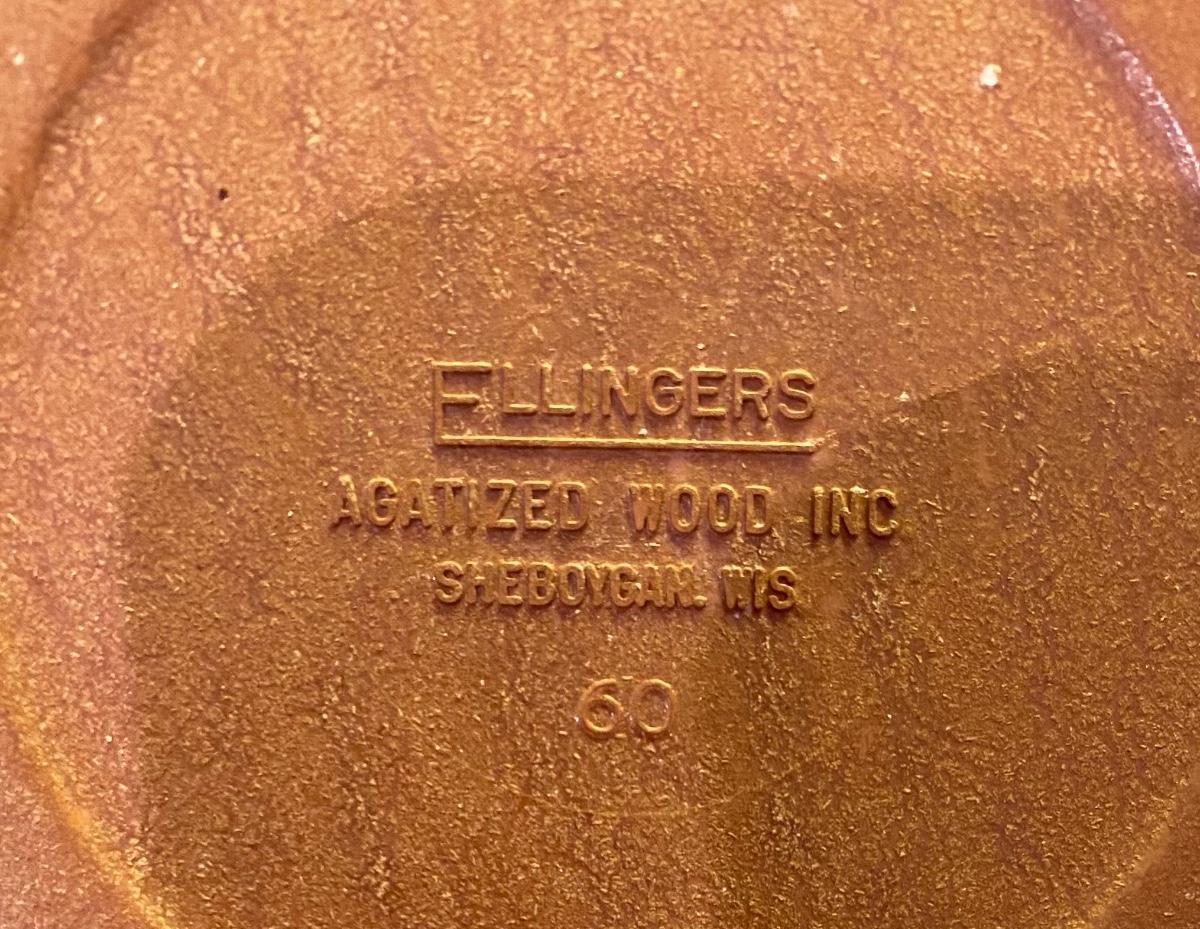 ELLINGERS
AGATIZED WOOD INC
SHEBOYGAN. WIS
60